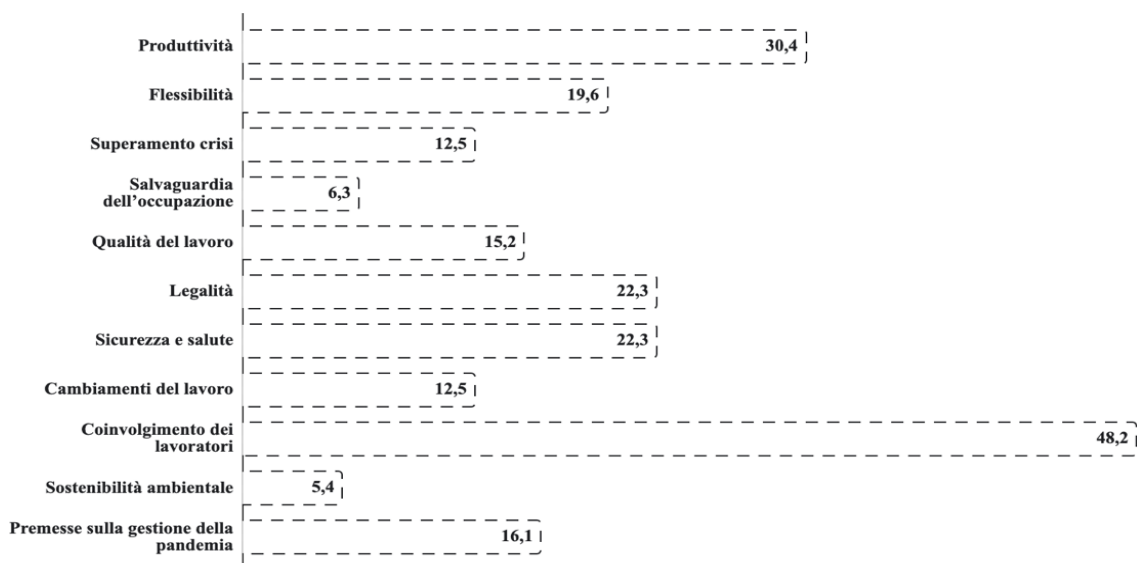 Produttività
30,4
Flessibilità
19,6
Superamento crisi
12,5
Salvaguardia
dell’occupazione
6,3
Qualità del lavoro
15,2
Legalità
22,3
Sicurezza e salute
22,3
Cambiamenti del lavoro
12,5
Coinvolgimento dei
lavoratori
48,2
Sostenibilità ambientale
5,4
Premesse sulla gestione della
pandemia
16,1